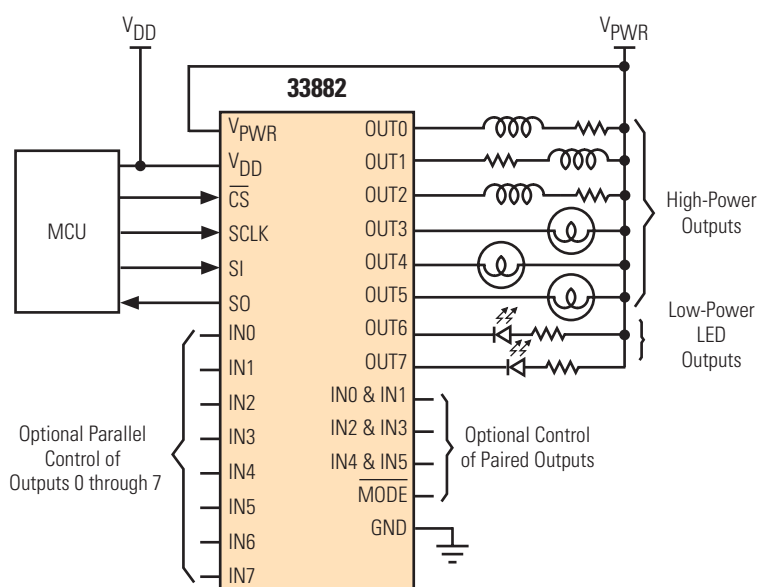 VDD
VPWR
33882
VPWR
VDD
CS
SCLK
SI
SO
IN0
IN1
IN2
IN3
IN4
IN5
IN6
IN7
OUT0
OUT1
OUT2
OUT3
OUT4
OUT5
OUT6
OUT7
IN0 & IN1
IN2 & IN3
IN4 & IN5
MODE
GND
MCU
High-Power
Outputs
Low-Power
LED
Outputs
Optional Parallel
Control of
Outputs 0 through 7
Optional Control
of Paired Outputs